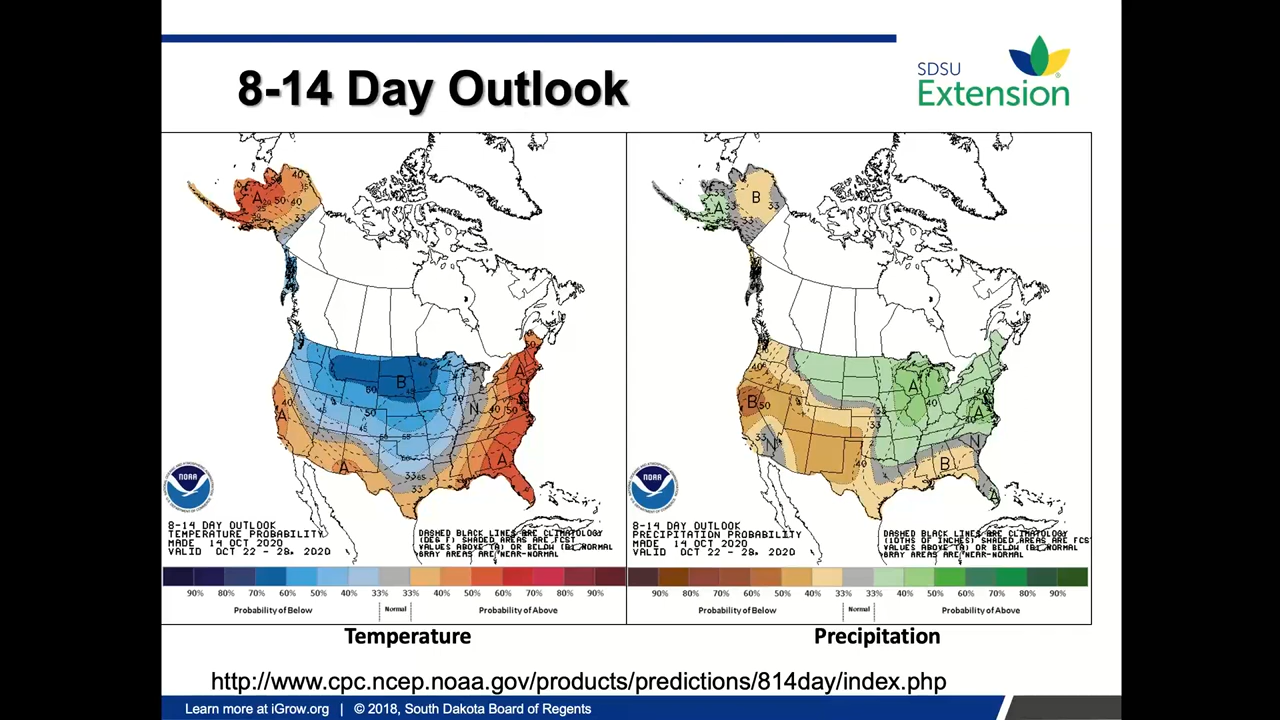 8-14 Day Outlook
SDSU
Extension
8-14 DAY OUTLOOK
TEMPERATURE PROBABILITY
MADE 14 OCT 2020
VALID OCT 22 - 28, 2020
DASHED BLACK LINES ARE CLIMATOLOGY
(DEG F) SHADED AREAS ARE FCST
VALUES ABOVE (A) OR BELOW (B) NORMAL
GRAY AREAS ARE NEAR-NORMAL
NOAA
90% 80% 70% 60% 50% 40% 33% 33% 40% 50% 60% 70% 80% 90%
Probability of Below
Normal
Probability of Above
Temperature
8-14 DAY OUTLOOK
PRECIPITATION PROBABILITY
MADE 14 OCT 2020
VALID OCT 22 - 28, 2020
DASHED BLACK LINES ARE CLIMATOLOGY
(10THS OF INCHES) SHADED AREAS ARE FCST
VALUES ABOVE (A) OR BELOW (B) NORMAL
GRAY AREAS ARE NEAR-NORMAL
NOAA
90% 80% 70% 60% 50% 40% 33% 33% 40% 50% 60% 70% 80% 90%
Probability of Below
Normal
Probability of Above
Precipitation
http://www.cpc.ncep.noaa.gov/products/predictions/814day/index.php
Learn more at iGrow.org | © 2018, South Dakota Board of Regents